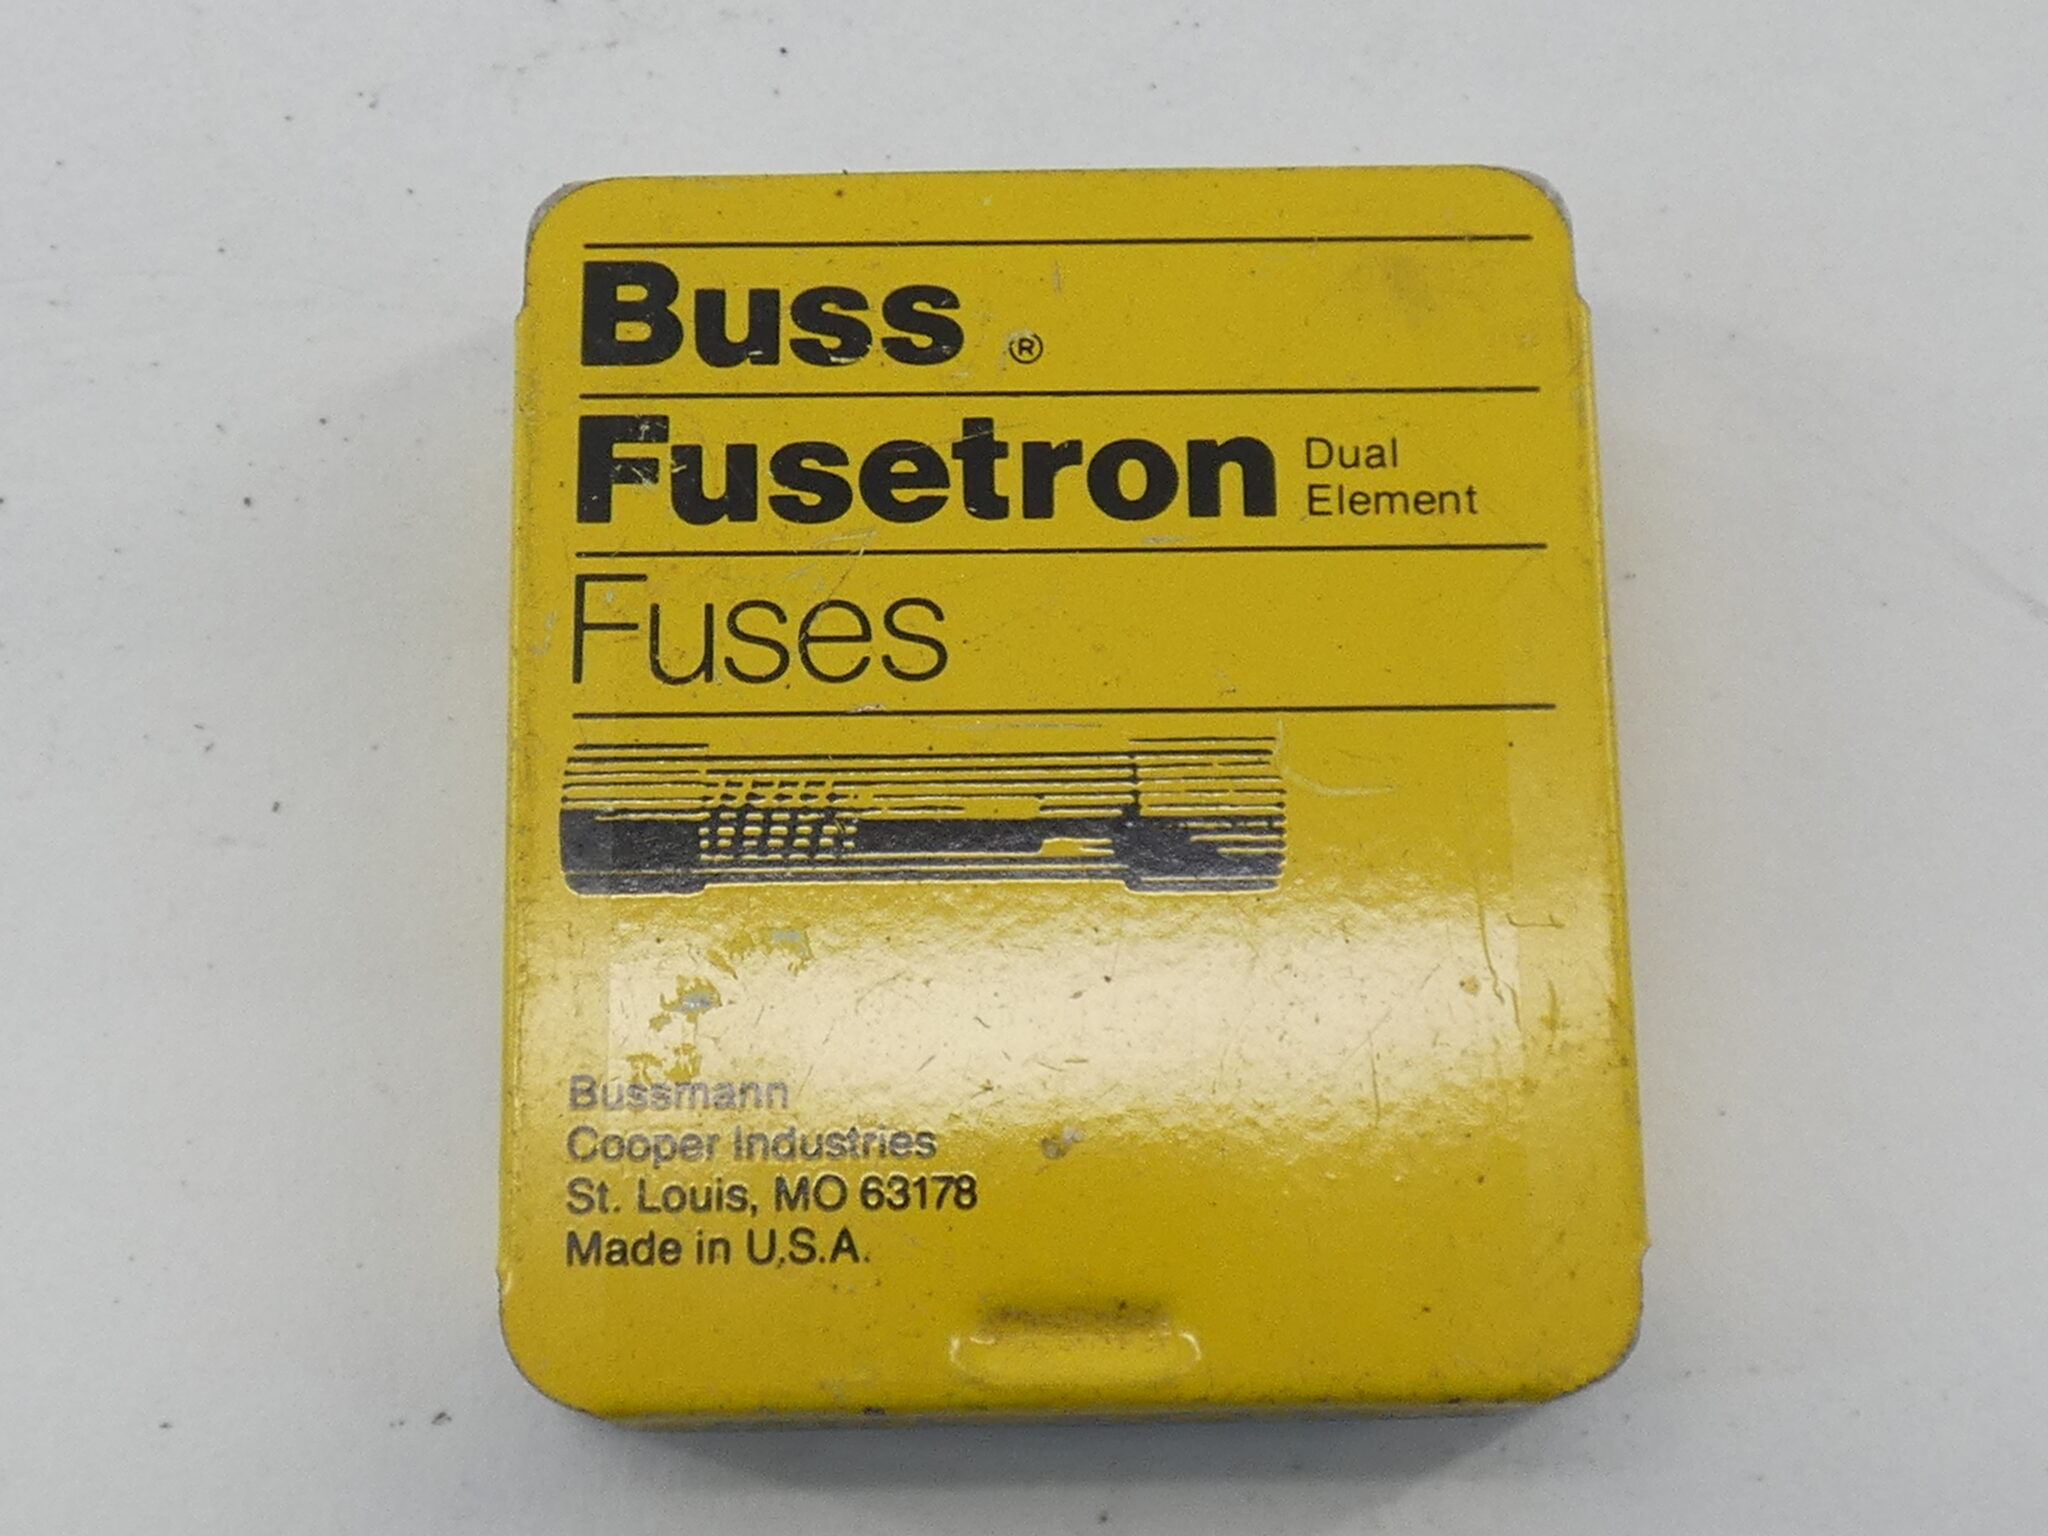 Buss ®
Fusetron Dual
Element
Fuses
Bussmann
Cooper Industries
St. Louis, MO 63178
Made in U.S.A.